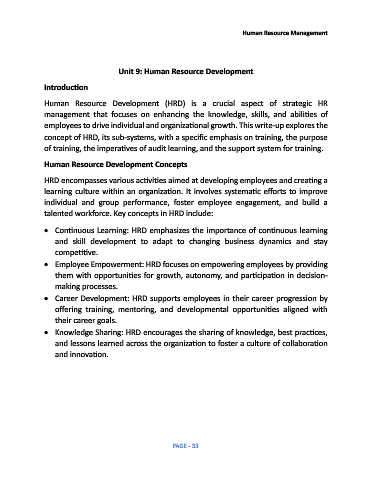 Human Resource Management
Unit 9: Human Resource Development
Introduction
Human Resource Development (HRD) is a crucial aspect of strategic HR
management that focuses on enhancing the knowledge, skills, and abilities of
employees to drive individual and organizational growth. This write-up explores the
concept of HRD, its sub-systems, with a specific emphasis on training, the purpose
of training, the imperatives of audit learning, and the support system for training.
Human Resource Development Concepts
HRD encompasses various activities aimed at developing employees and creating a
learning culture within an organization. It involves systematic efforts to improve
individual and group performance, foster employee engagement, and build a
talented workforce. Key concepts in HRD include:
• Continuous Learning: HRD emphasizes the importance of continuous learning
and skill development to adapt to changing business dynamics and stay
competitive.
• Employee Empowerment: HRD focuses on empowering employees by providing
them with opportunities for growth, autonomy, and participation in decision-
making processes.
• Career Development: HRD supports employees in their career progression by
offering training, mentoring, and developmental opportunities aligned with
their career goals.
• Knowledge Sharing: HRD encourages the sharing of knowledge, best practices,
and lessons learned across the organization to foster a culture of collaboration
and innovation.
PAGE - 33